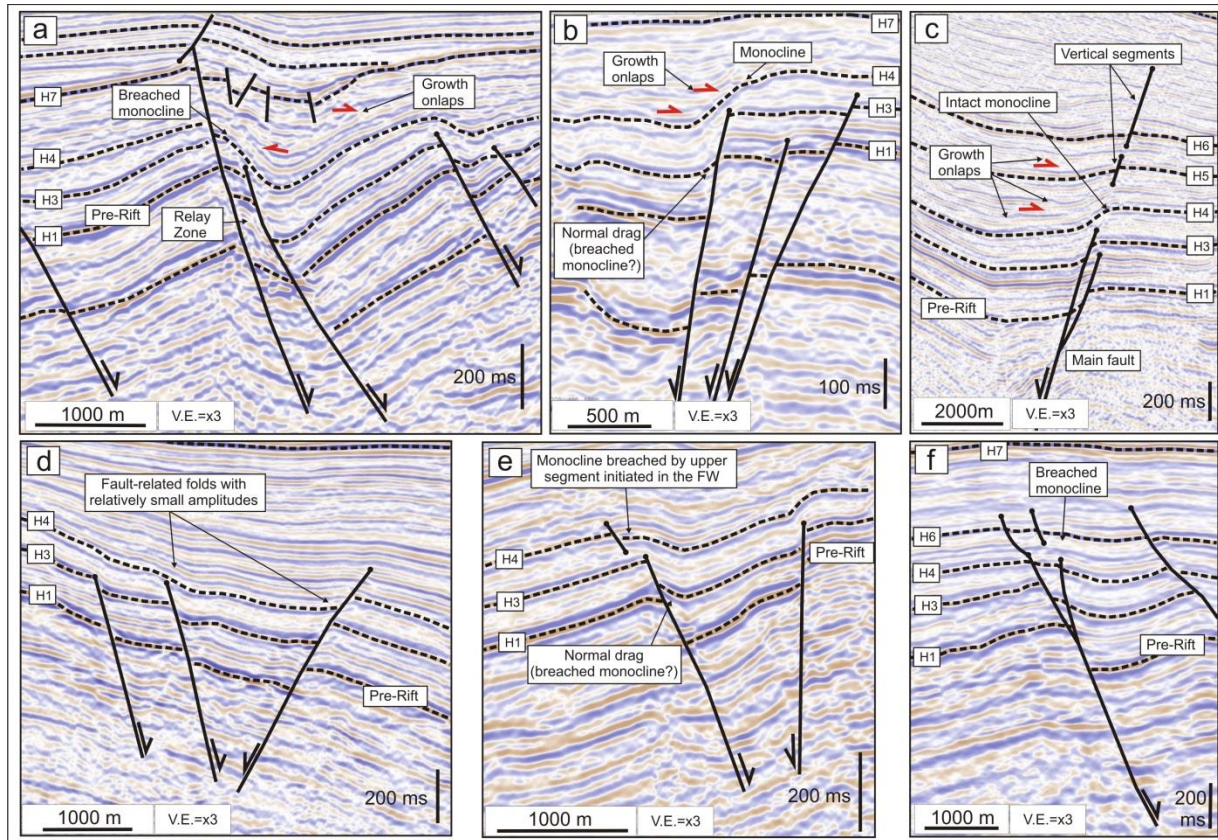 a
H7
Breached
monocline
Growth
onlaps
H4
H3
Pre-Rift
Relay
Zone
H1
200 ms
1000 m
V.E.=x3
b
H7
Growth
onlaps
Monocline
H4
H3
H1
Normal drag
(breached
monocline?)
100 ms
500 m
V.E.=x3
c
Vertical
segments
Intact monocline
H6
Growth
onlaps
H5
H4
H3
Pre-Rift
H1
Main fault
200 ms
2000m
V.E.=x3
d
Fault-related folds with
relatively small amplitudes
H4
H3
H1
Pre-Rift
200 ms
1000 m
V.E.=x3
e
Monocline breached by upper
segment initiated in the FW
H4
Pre-Rift
H3
H1
Normal drag
(breached monocline?)
200 ms
1000 m
V.E.=x3
f
H7
Breached
monocline
H6
H4
H3
Pre-Rift
H1
200
ms
1000 m
V.E.=x3